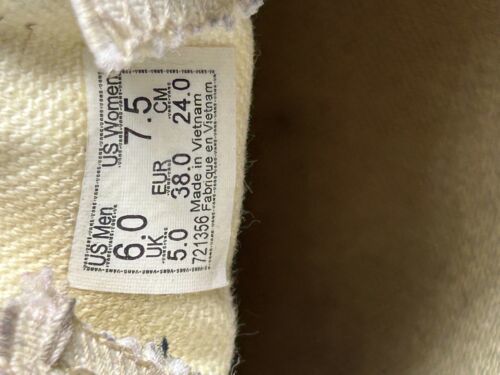 US Men US Women
6.0 7.5
UK EUR CM
5.0 38.0 24.0
721356 Made in Vietnam
Fabrique en Vietnam